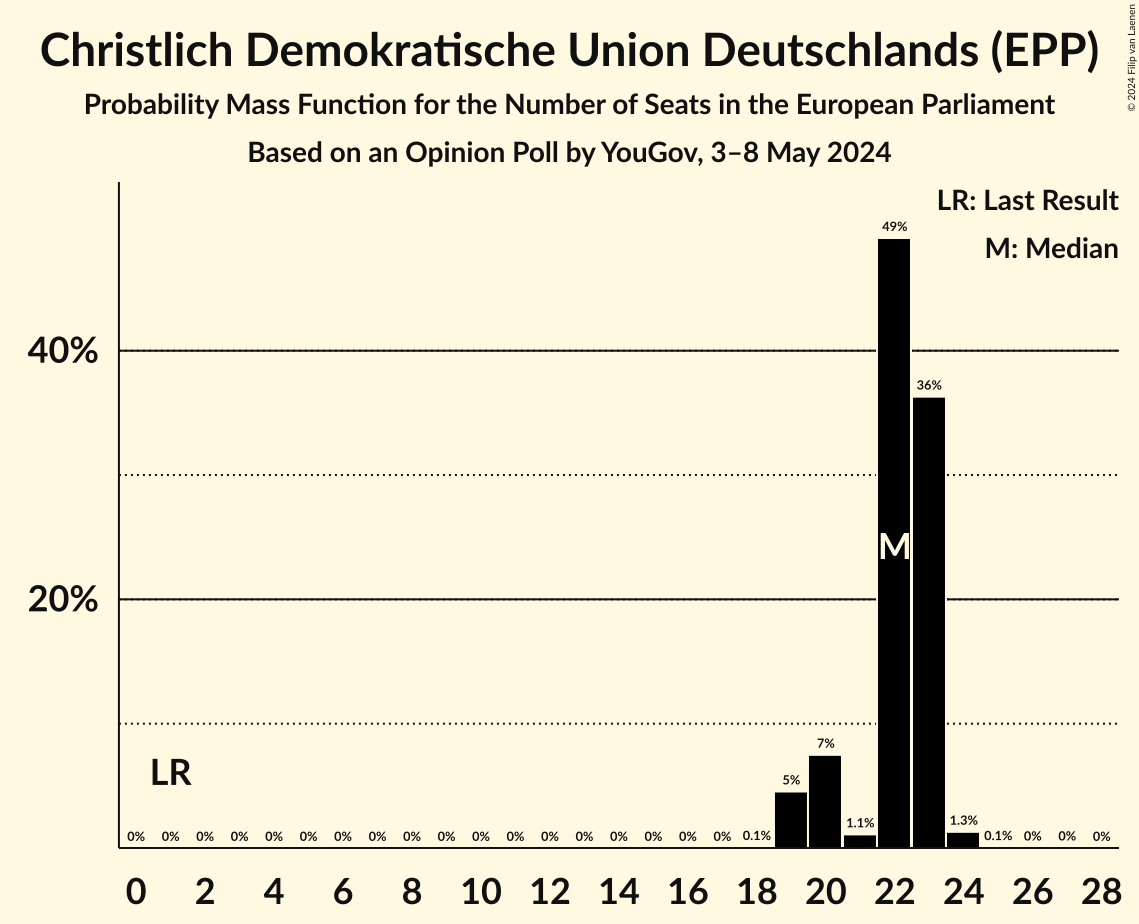 Christlich Demokratische Union Deutschlands (EPP)
Probability Mass Function for the Number of Seats in the European Parliament
Based on an Opinion Poll by YouGov, 3–8 May 2024
© 2024 Filip van Laenen
LR: Last Result
M: Median
49%
40%
36%
M
20%
LR
7%
5%
0% 0% 0% 0% 0% 0% 0% 0% 0% 0% 0% 0% 0% 0% 0% 0% 0% 0% 0.1% 1.1% 1.3% 0.1% 0% 0% 0%
0 2 4 6 8 10 12 14 16 18 20 22 24 26 28